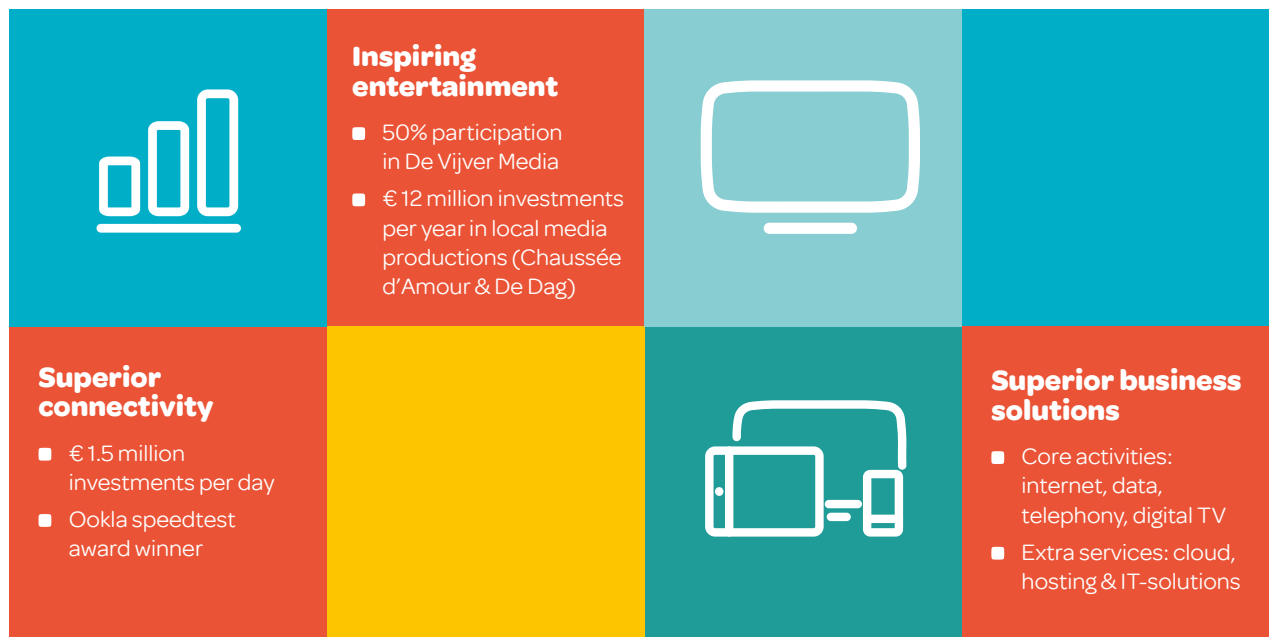 Inspiring
entertainment
50% participation
in De Vijver Media
€ 12 million investments
per year in local media
productions (Chaussée
d'Amour & De Dag)
Superior
connectivity
€ 1.5 million
investments per day
Ookla speedtest
award winner
Superior business
solutions
Core activities:
internet, data,
telephony, digital TV
Extra services: cloud,
hosting & IT-solutions